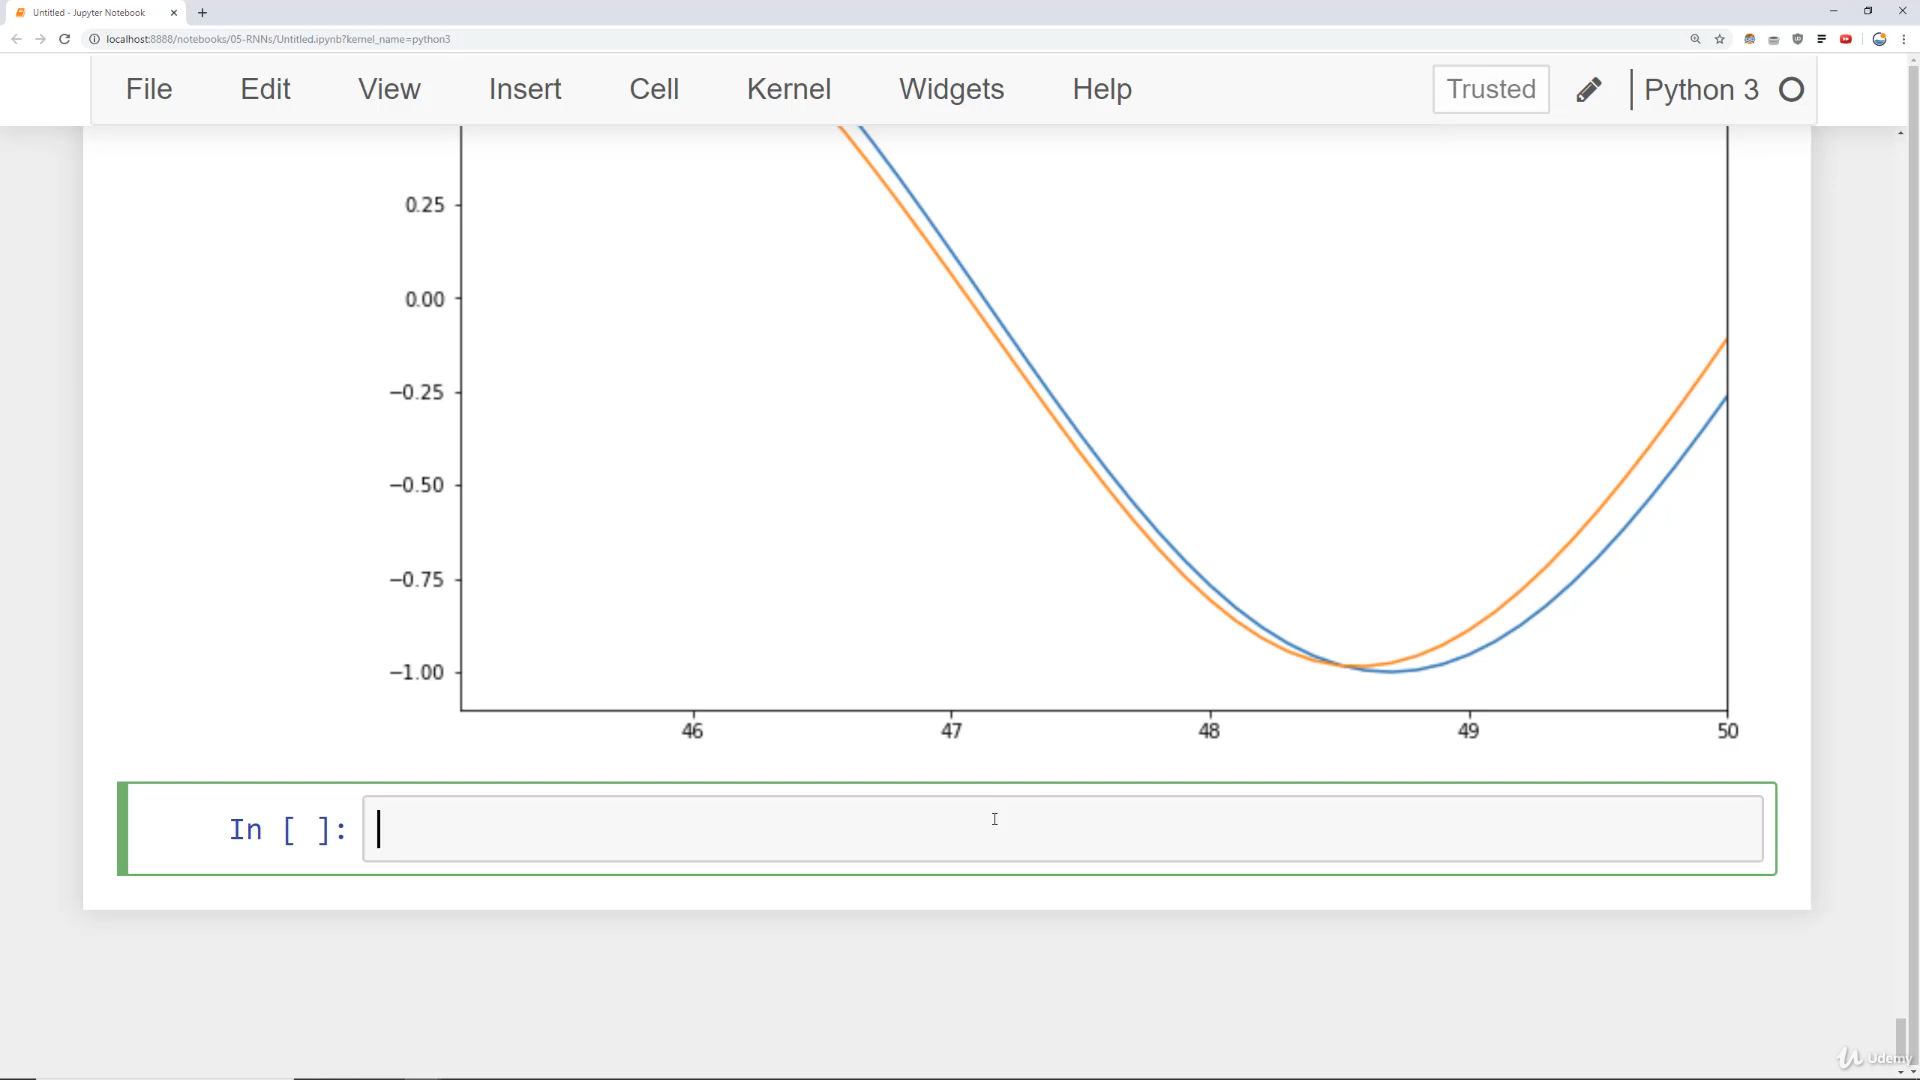 Untitled - Jupyter Notebook
localhost:8888/notebooks/05-RNNs/Untitled.ipynb?kernel_name=python3
File Edit View Insert Cell Kernel Widgets Help Trusted Python 3
0.25
0.00
−0.25
−0.50
−0.75
−1.00
46 47 48 49 50
In [ ]:
Udemy